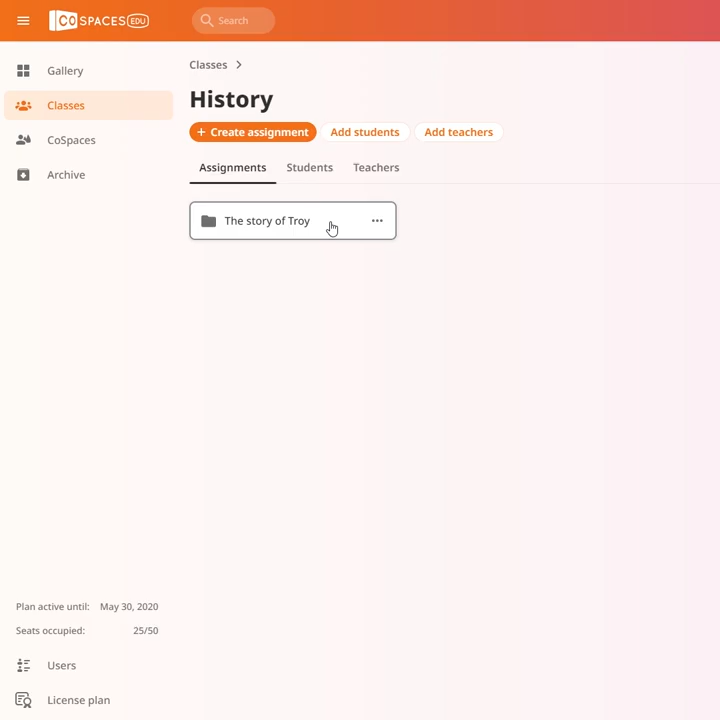 CO SPACES EDU
Search
Gallery
Classes
CoSpaces
Archive
Classes
History
+ Create assignment
Add students
Add teachers
Assignments
Students
Teachers
The story of Troy
Plan active until: May 30, 2020
Seats occupied: 25/50
Users
License plan